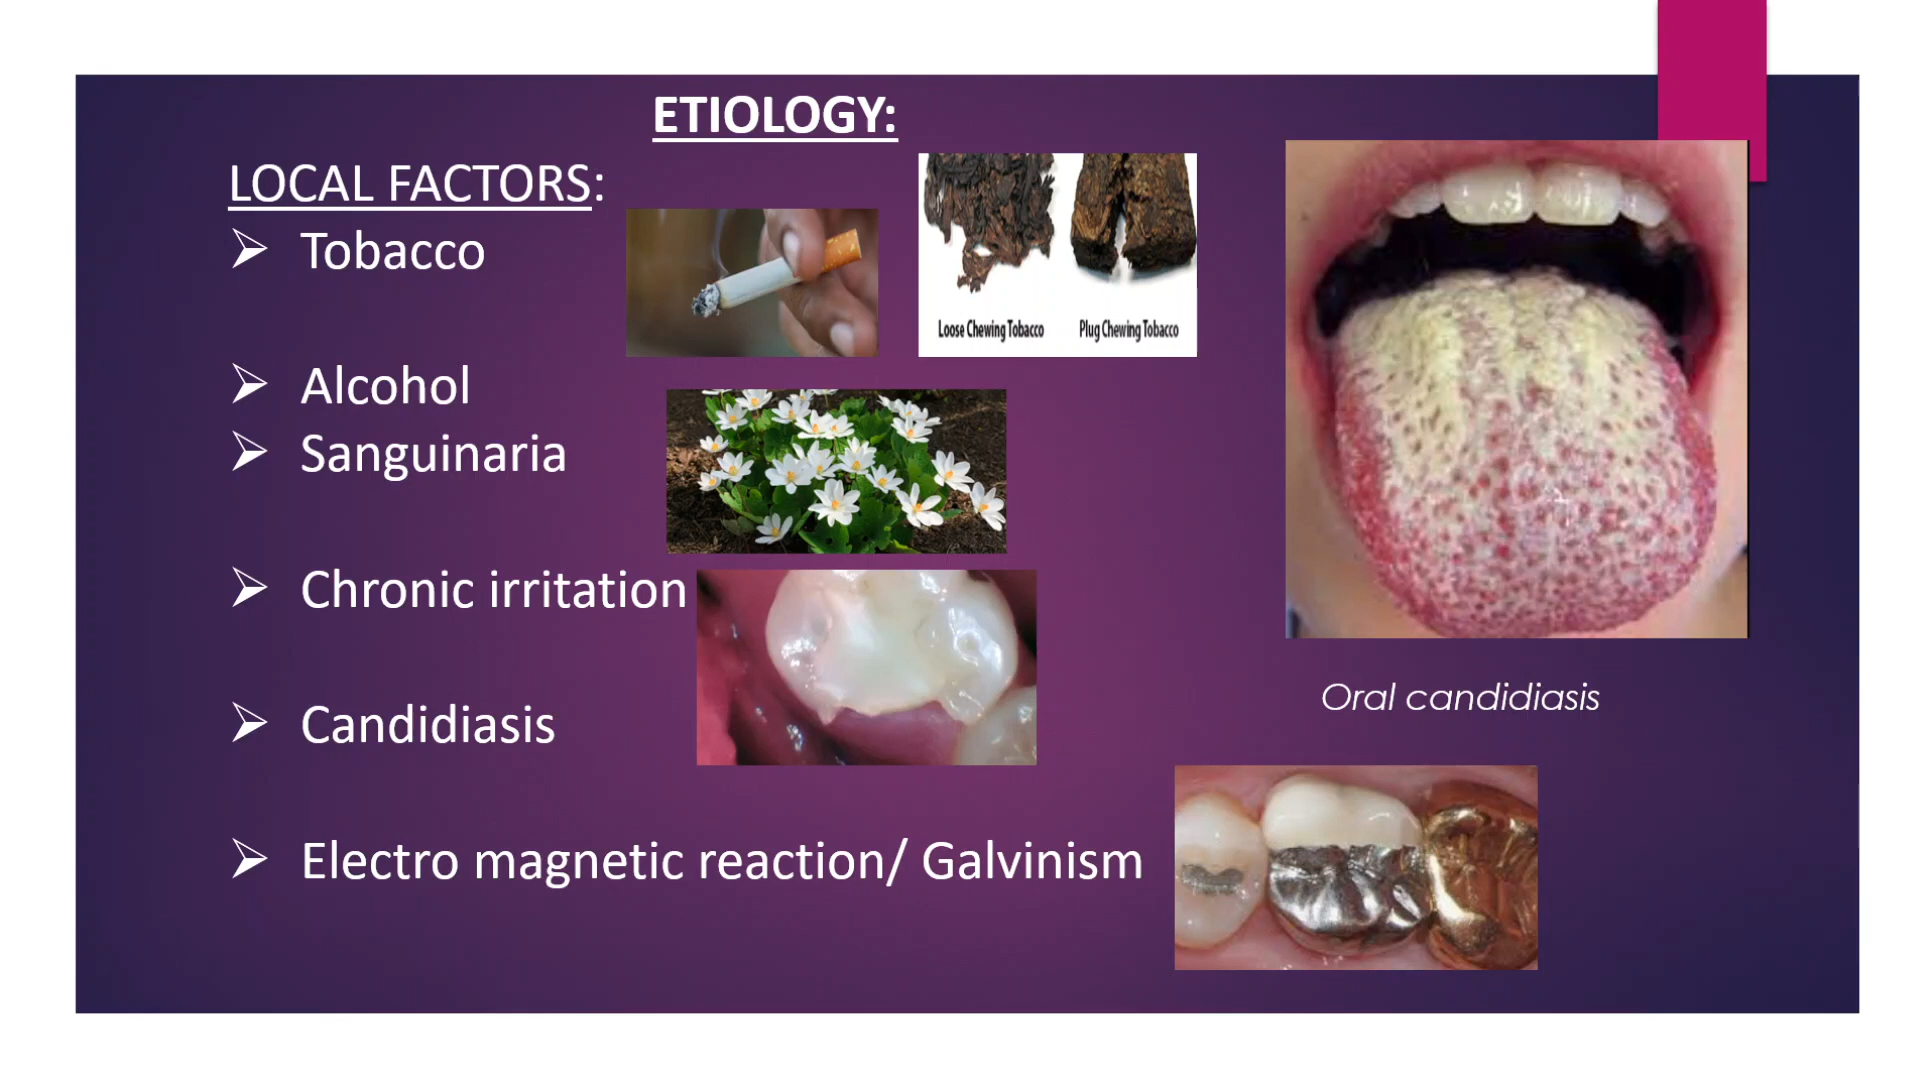 ETIOLOGY:
LOCAL FACTORS:
Tobacco
Loose Chewing Tobacco
Plug Chewing Tobacco
Alcohol
Sanguinaria
Chronic irritation
Candidiasis
Oral candidiasis
Electro magnetic reaction/ Galvinism